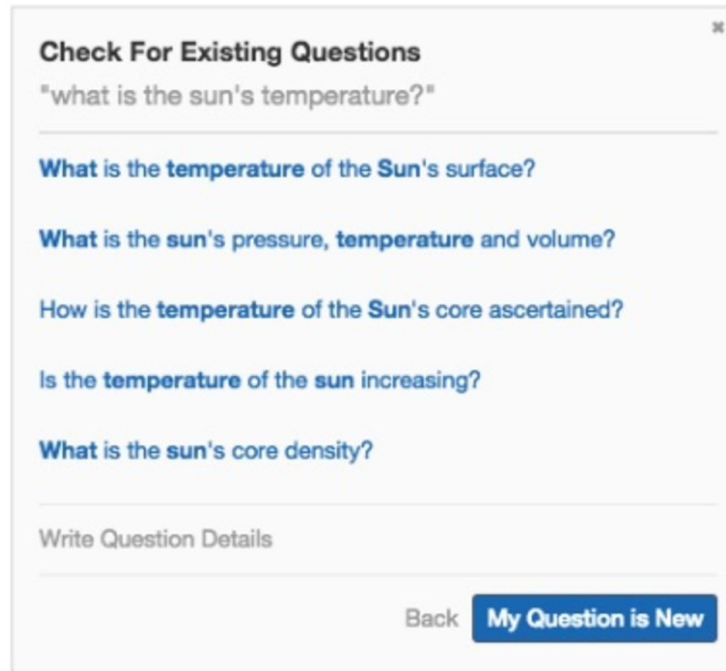 Check For Existing Questions
"what is the sun's temperature?"
What is the temperature of the Sun's surface?
What is the sun's pressure, temperature and volume?
How is the temperature of the Sun's core ascertained?
Is the temperature of the sun increasing?
What is the sun's core density?
Write Question Details
Back My Question is New